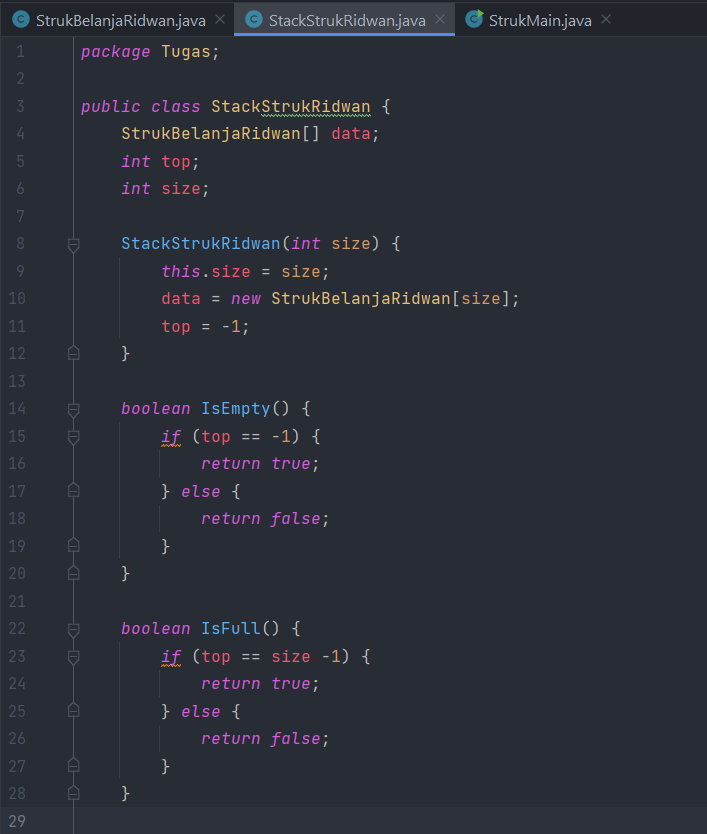 StrukBelanjaRidwan.java × StackStrukRidwan.java × StrukMain.java ×
1 package Tugas;
2
3 public class StackStrukRidwan {
4     StrukBelanjaRidwan[] data;
5     int top;
6     int size;
7
8     StackStrukRidwan(int size) {
9         this.size = size;
10         data = new StrukBelanjaRidwan[size];
11         top = -1;
12     }
13
14     boolean IsEmpty() {
15         if (top == -1) {
16             return true;
17         } else {
18             return false;
19         }
20     }
21
22     boolean IsFull() {
23         if (top == size -1) {
24             return true;
25         } else {
26             return false;
27         }
28     }
29